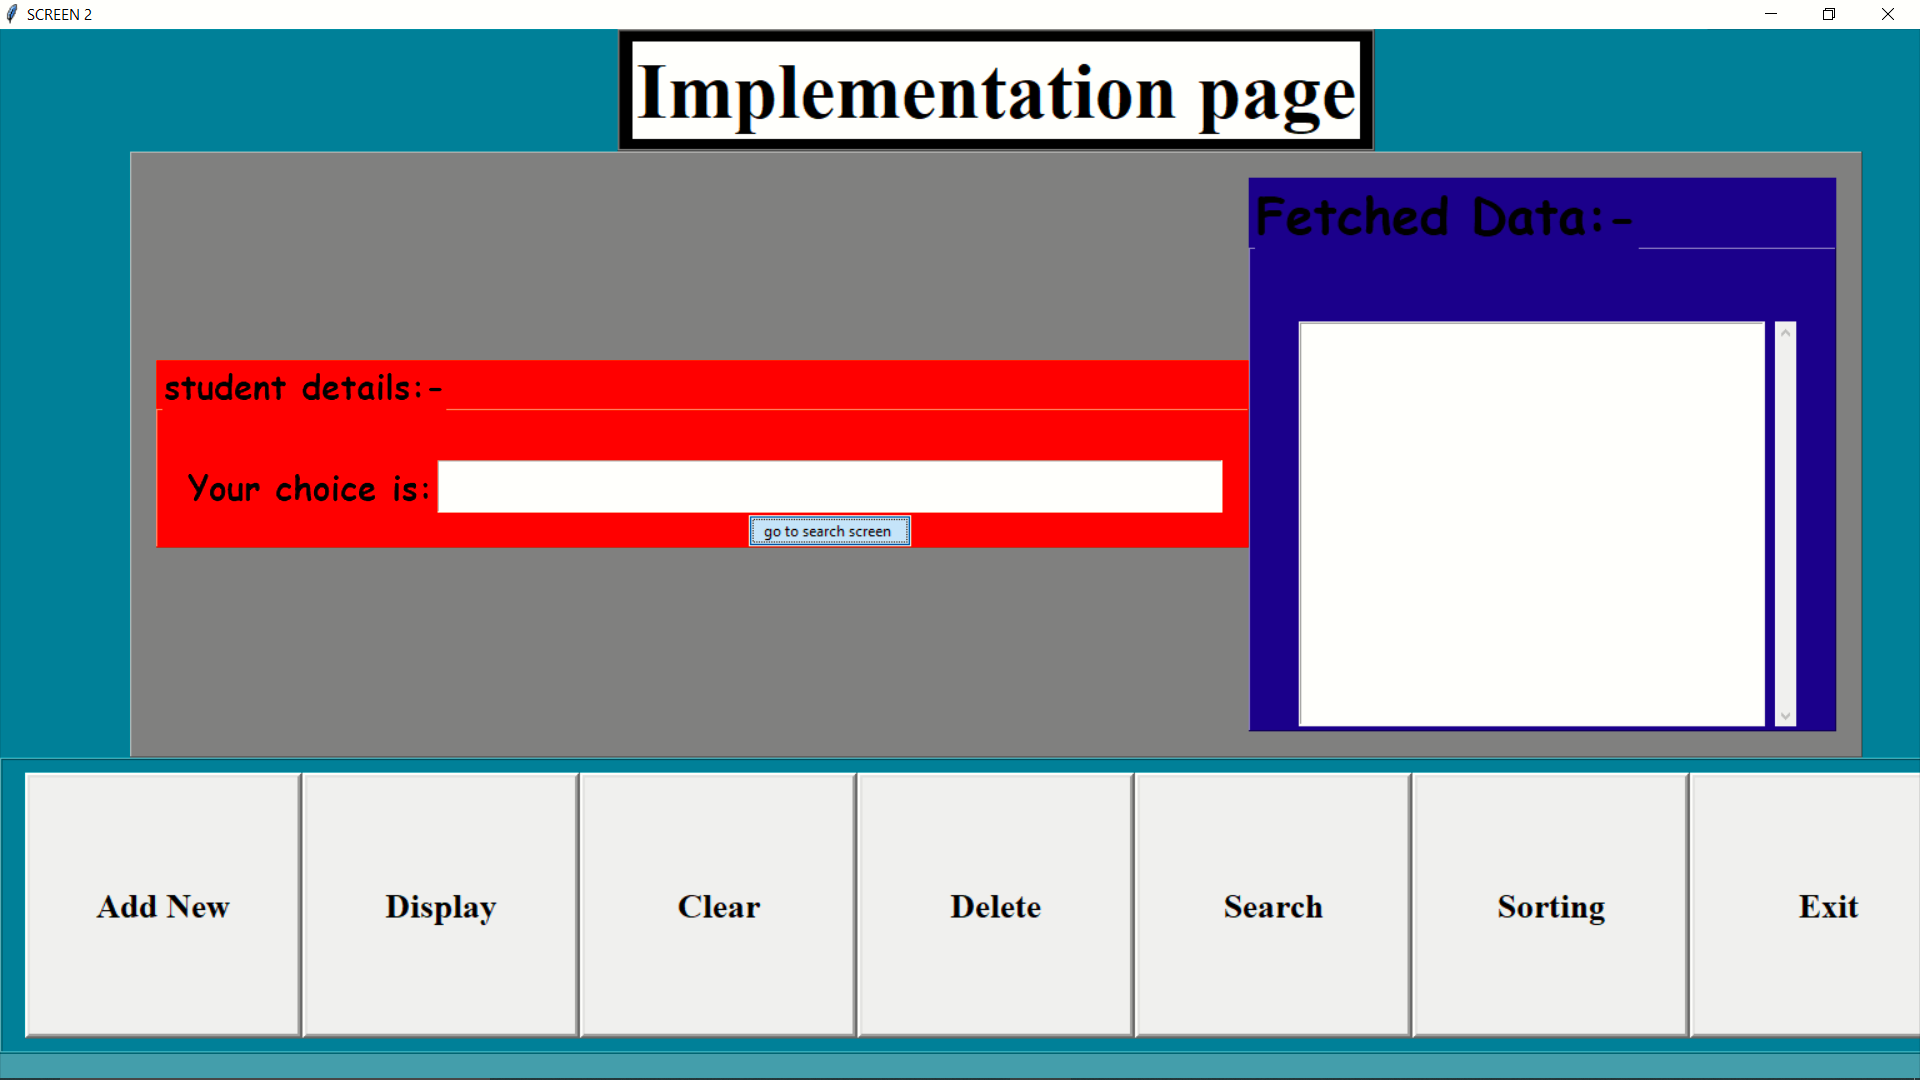 SCREEN 2
Implementation page
Fetched Data:-
student details:-
Your choice is:
go to search screen
Add New
Display
Clear
Delete
Search
Sorting
Exit